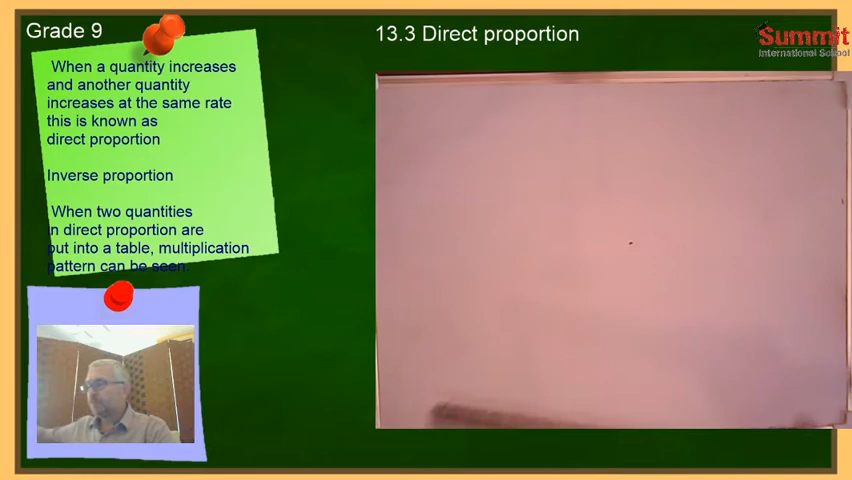 Grade 9
13.3 Direct proportion
Summit
International School
When a quantity increases
and another quantity
increases at the same rate
this is known as
direct proportion
Inverse proportion
When two quantities
in direct proportion are
put into a table, multiplication
pattern can be seen.